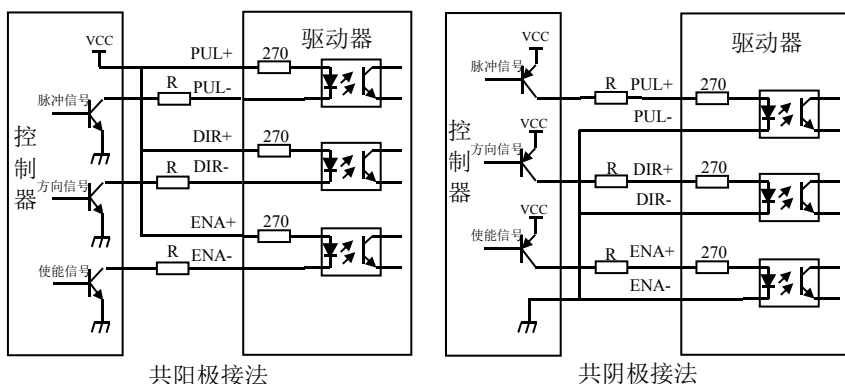 VCC
PUL+
270
驱动器
R
PUL-
脉冲信号
控制器
DIR+
270
R
DIR-
方向信号
ENA+
270
R
ENA-
使能信号
共阳极接法
VCC
驱动器
脉冲信号
R
PUL+
270
PUL-
控制器
VCC
方向信号
R
DIR+
270
DIR-
VCC
使能信号
R
ENA+
270
ENA-
共阴极接法